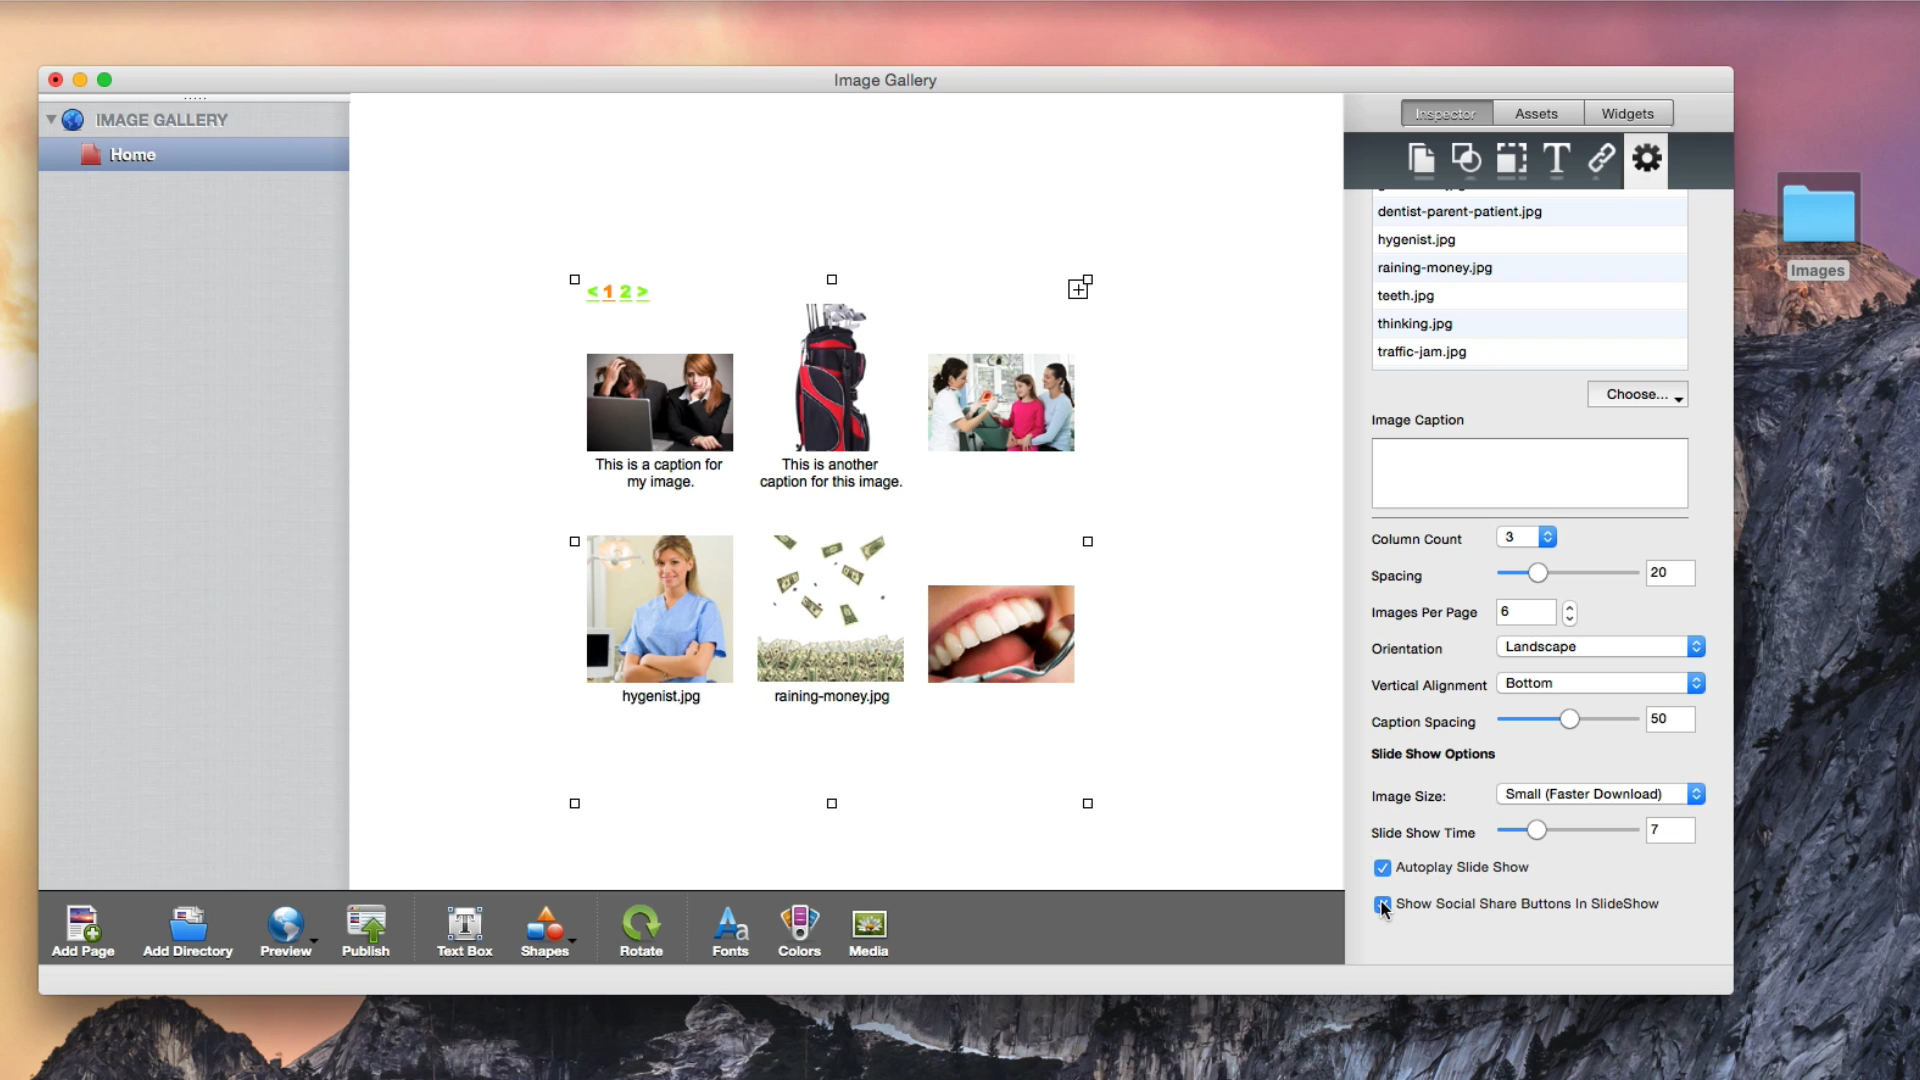 Image Gallery
IMAGE GALLERY
Home
< 1 2 >
This is a caption for
my image.
This is another
caption for this image.
hygenist.jpg
raining-money.jpg
Inspector
Assets
Widgets
dentist-parent-patient.jpg
hygenist.jpg
raining-money.jpg
teeth.jpg
thinking.jpg
traffic-jam.jpg
Choose...
Image Caption
Column Count
3
Spacing
20
Images Per Page
6
Orientation
Landscape
Vertical Alignment
Bottom
Caption Spacing
50
Slide Show Options
Image Size:
Small (Faster Download)
Slide Show Time
7
Autoplay Slide Show
Show Social Share Buttons In SlideShow
Add Page
Add Directory
Preview
Publish
Text Box
Shapes
Rotate
Fonts
Colors
Media
Images